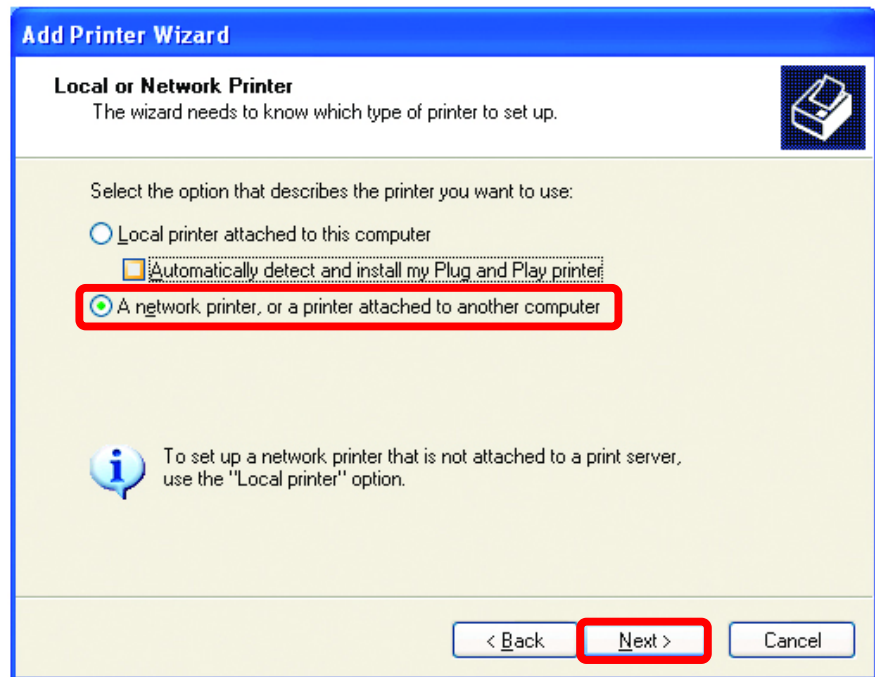 Add Printer Wizard
Local or Network Printer
The wizard needs to know which type of printer to set up.
Select the option that describes the printer you want to use:
Local printer attached to this computer
Automatically detect and install my Plug and Play printer
A network printer, or a printer attached to another computer
To set up a network printer that is not attached to a print server,
use the "Local printer" option.
< Back Next > Cancel